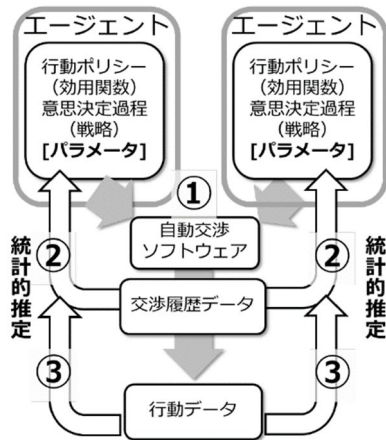 エージェント
エージェント
行動ポリシー
(効用関数)
意思決定過程
(戦略)
[パラメータ]
行動ポリシー
(効用関数)
意思決定過程
(戦略)
[パラメータ]
①
自動交渉
ソフトウェア
②
②
統計的推定
統計的推定
交渉履歴データ
③
③
行動データ